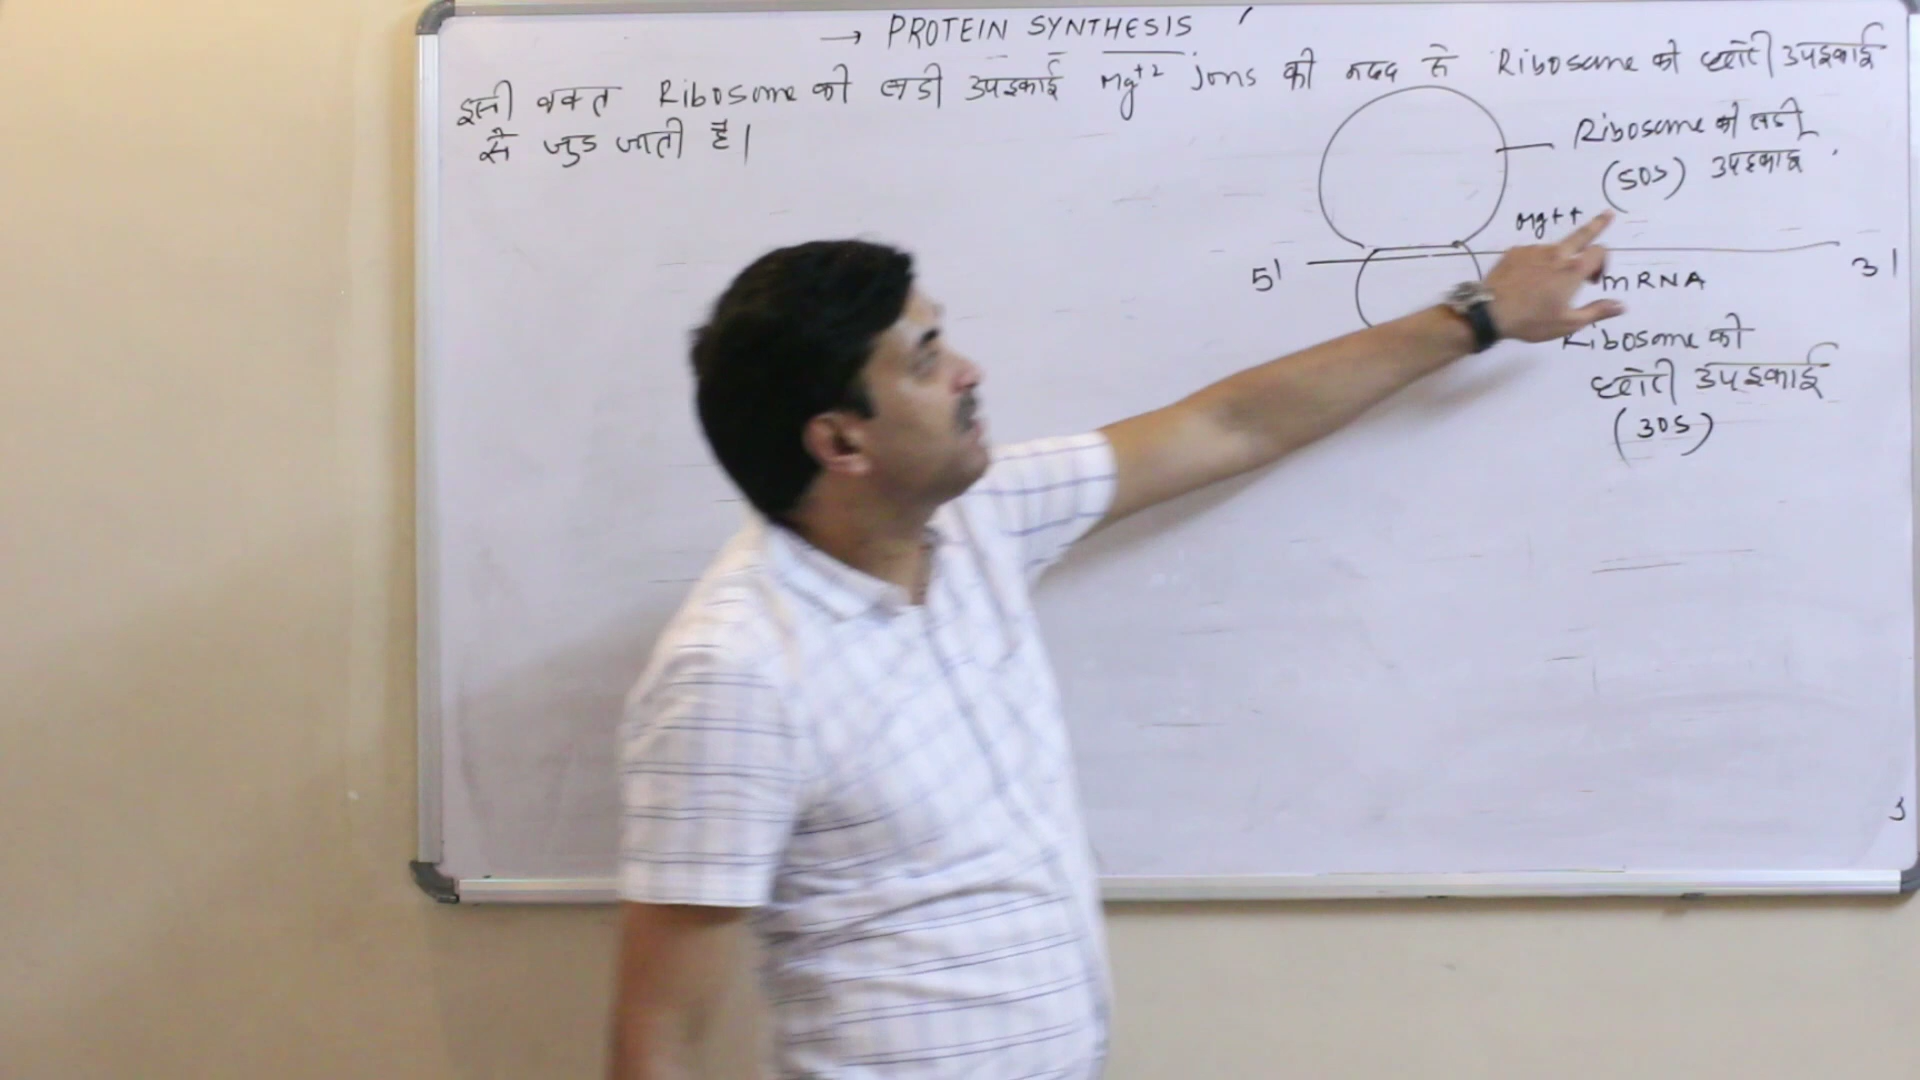 → PROTEIN SYNTHESIS
इसी वक्त Ribosome की बडी उपइकाई Mg+2 ions की मदद से Ribosome की छोटी उपइकाई
से जुड जाती है।
Ribosome की बडी
(50S) उपइकाई
Mg++
5' 3'
mRNA
Ribosome की
छोटी उपइकाई
(30S)